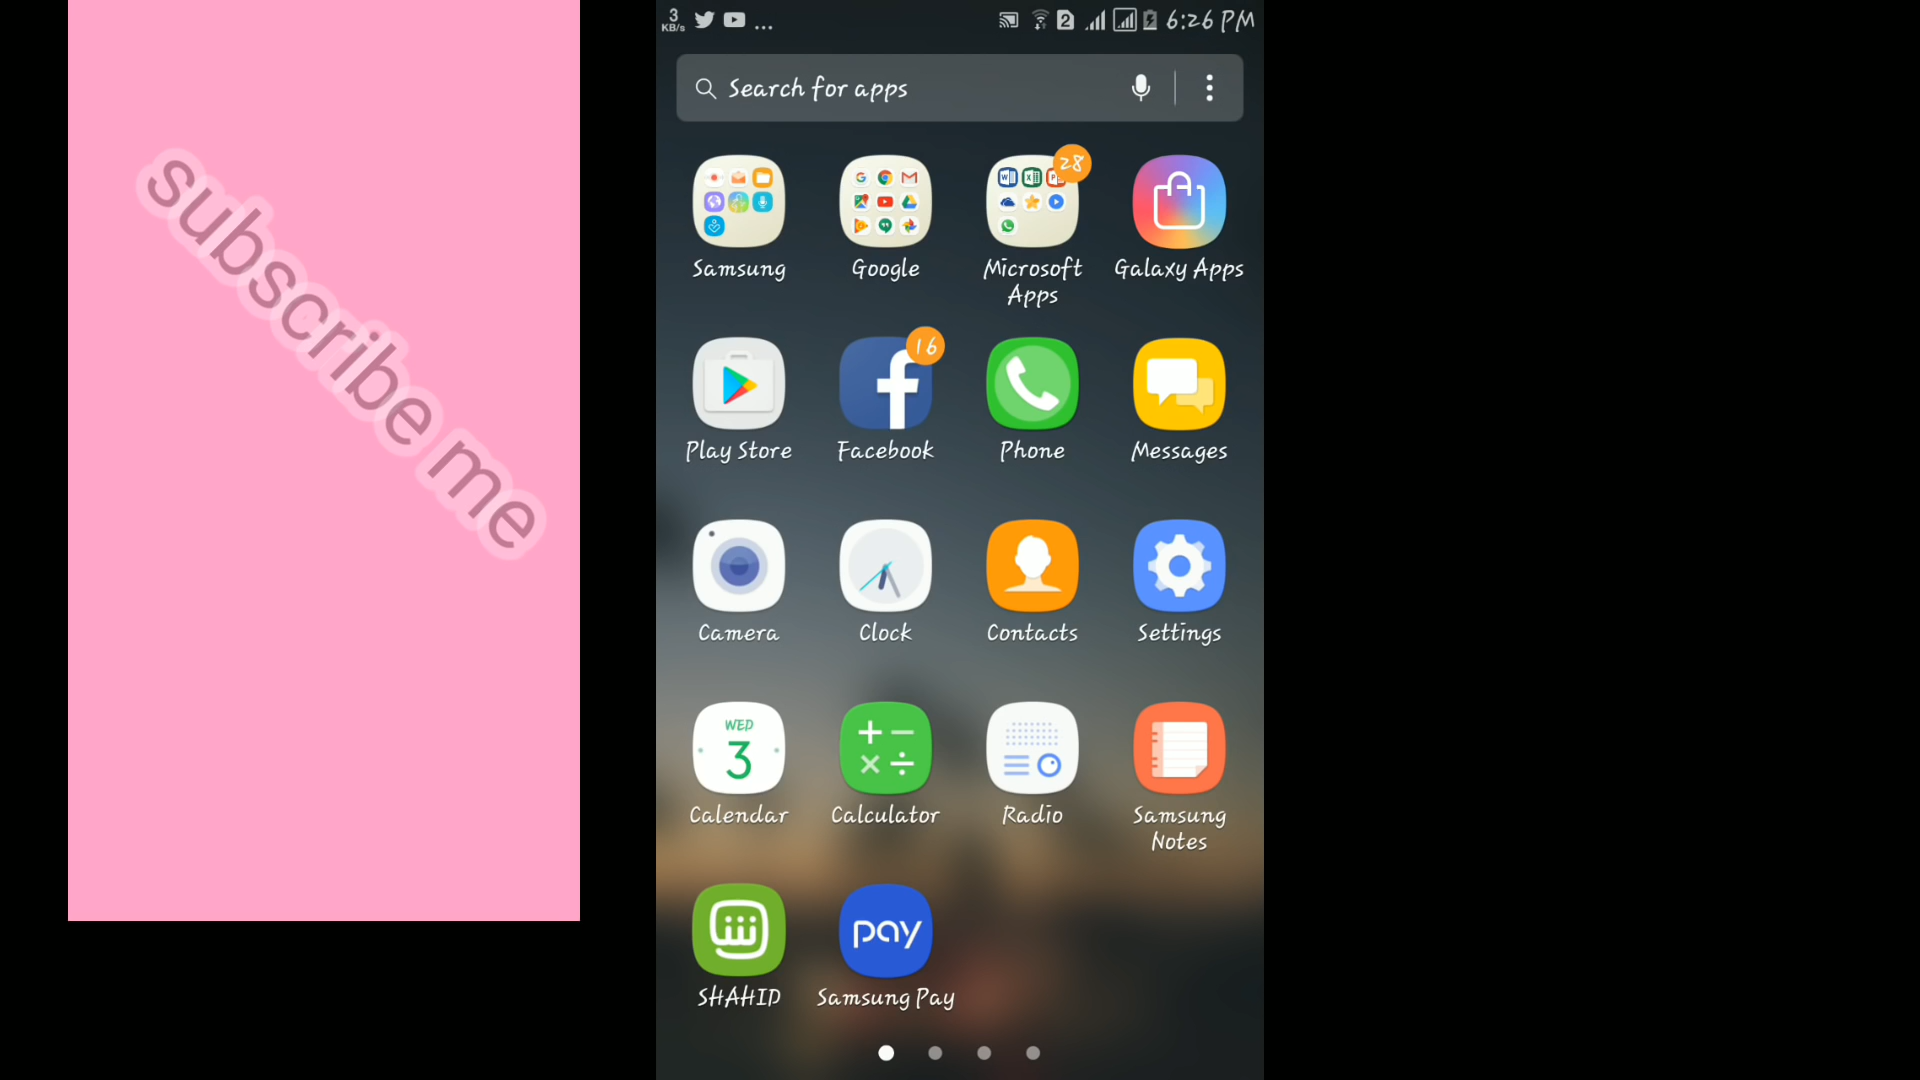 subscribe me
3
KB/s
...
2
6:26 PM
Search for apps
28
Samsung
Google
Microsoft
Apps
Galaxy Apps
16
Play Store
Facebook
Phone
Messages
Camera
Clock
Contacts
Settings
WED
3
Calendar
Calculator
Radio
Samsung
Notes
SHAHID
pay
Samsung Pay